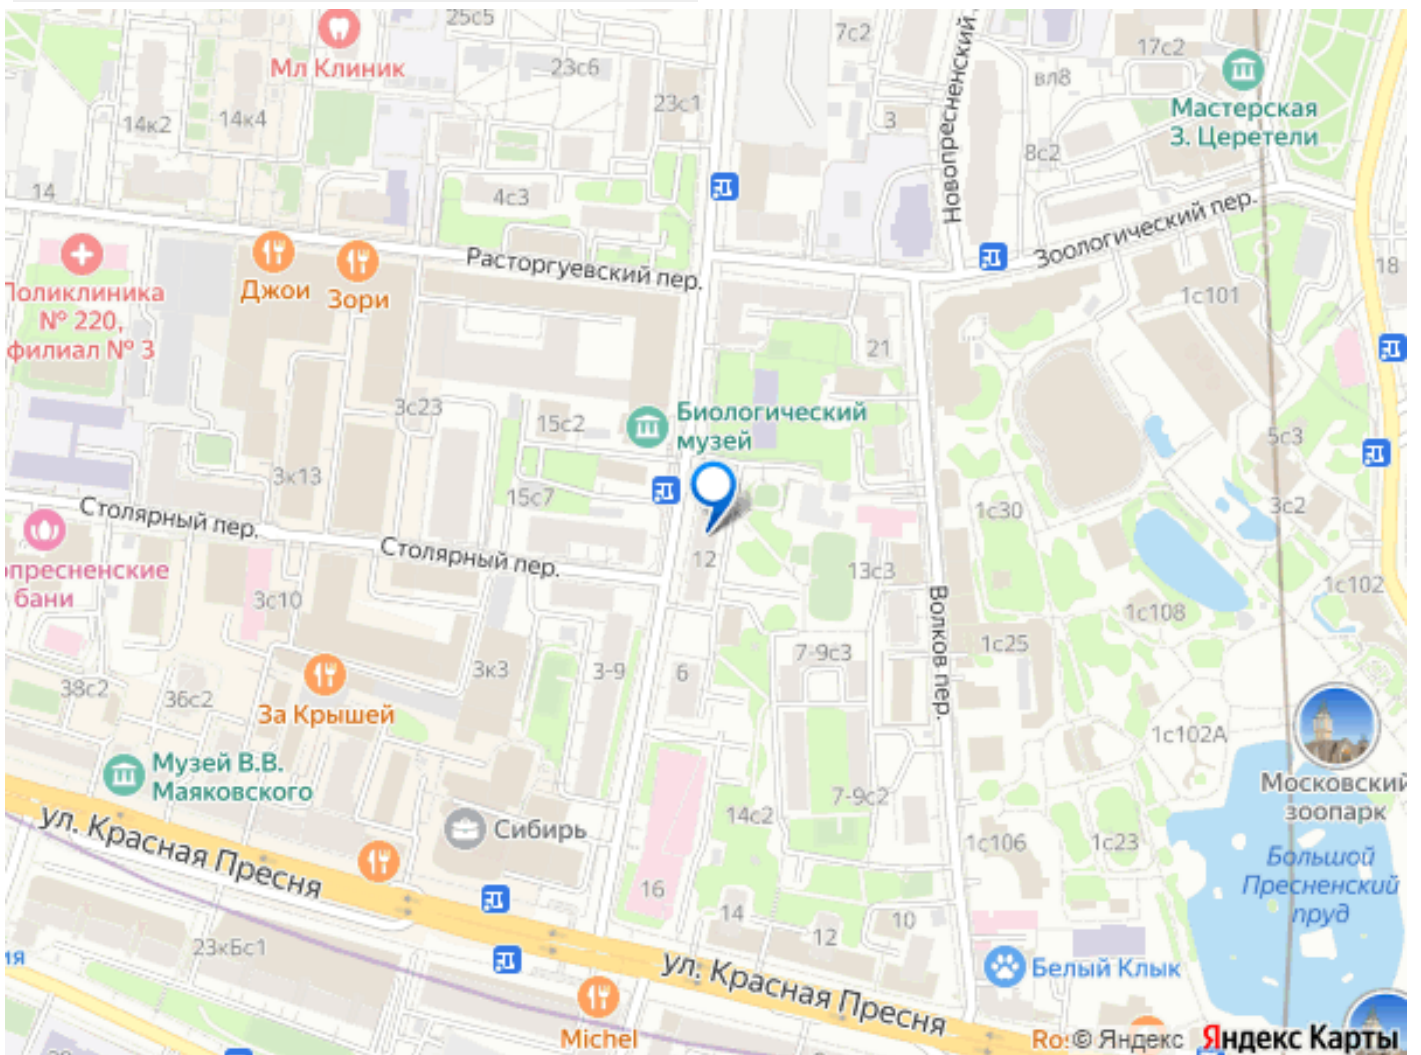 25с5
7с2
17с2
Мл Клиник
23с6
вл8
23с1
Мастерская
З. Церетели
14к2
14к4
3
8с2
Новопресненский
14
4с3
Зоологический пер.
Расторгуевский пер.
18
Поликлиника
№ 220,
филиал № 3
Джои
Зори
1с101
21
3с23
15с2
Биологический
музей
5с3
3к13
15с7
3с2
1с30
Столярный пер.
Столярный пер.
12
13с3
опресненские
бани
1с102
3с10
1с108
Волков пер.
7-9с3
1с25
3к3
3-9
6
38с2
36с2
За Крышей
1с102А
Музей В.В.
Маяковского
Московский
зоопарк
7-9с2
14с2
Сибирь
1с106
1с23
ул. Красная Пресня
Большой
Пресненский
пруд
16
14
10
12
23кБс1
ия
ул. Красная Пресня
Белый Клык
Michel
Ro
© Яндекс
Яндекс Карты